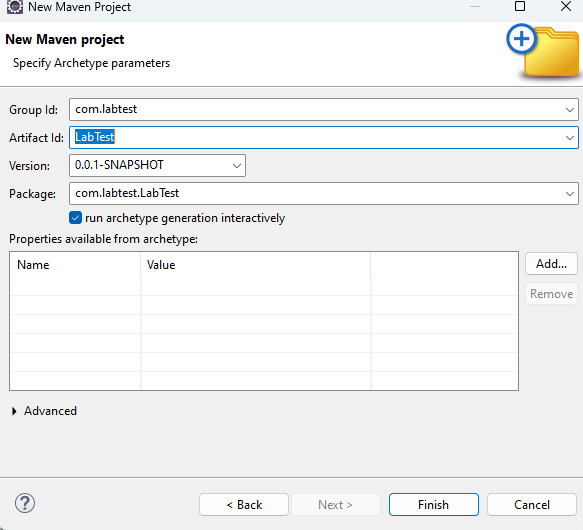 New Maven Project
New Maven project
Specify Archetype parameters
Group Id: com.labtest
Artifact Id: LabTest
Version: 0.0.1-SNAPSHOT
Package: com.labtest.LabTest
run archetype generation interactively
Properties available from archetype:
Name Value
Add...
Remove
Advanced
? < Back Next > Finish Cancel